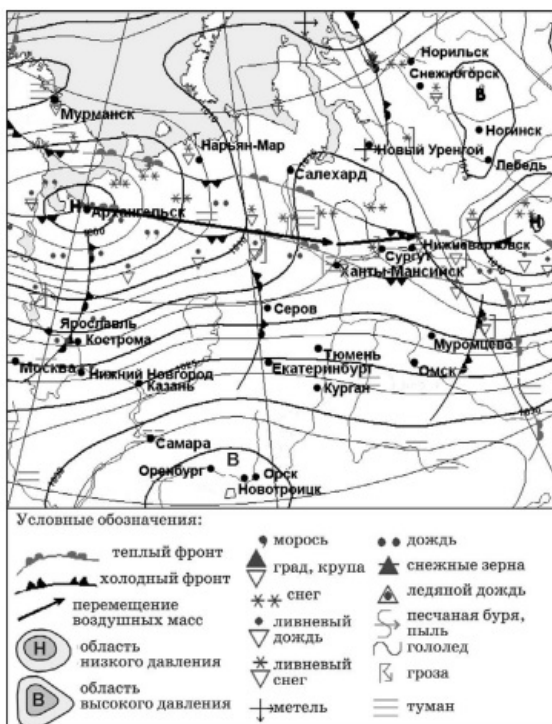 Норильск
Снежногорск
В
Мурманск
Ногинск
Нарьян-Мар
Новый Уренгой
Лебедь
Салехард
Н
Архангельск
Н
Нижневартовск
Сургут
Ханты-Мансийск
Серов
Ярославль
Кострома
Муромцево
Москва
Тюмень
Нижний Новгород
Екатеринбург
Омск
Казань
Курган
Самара
В
Оренбург
Орск
Новотроицк
Условные обозначения:
теплый фронт
холодный фронт
перемещение
воздушных масс
Н
область
низкого давления
В
область
высокого давления
морось
град, крупа
снег
ливневый
дождь
ливневый
снег
метель
дождь
снежные зерна
ледяной дождь
песчаная буря,
пыль
гололед
гроза
туман